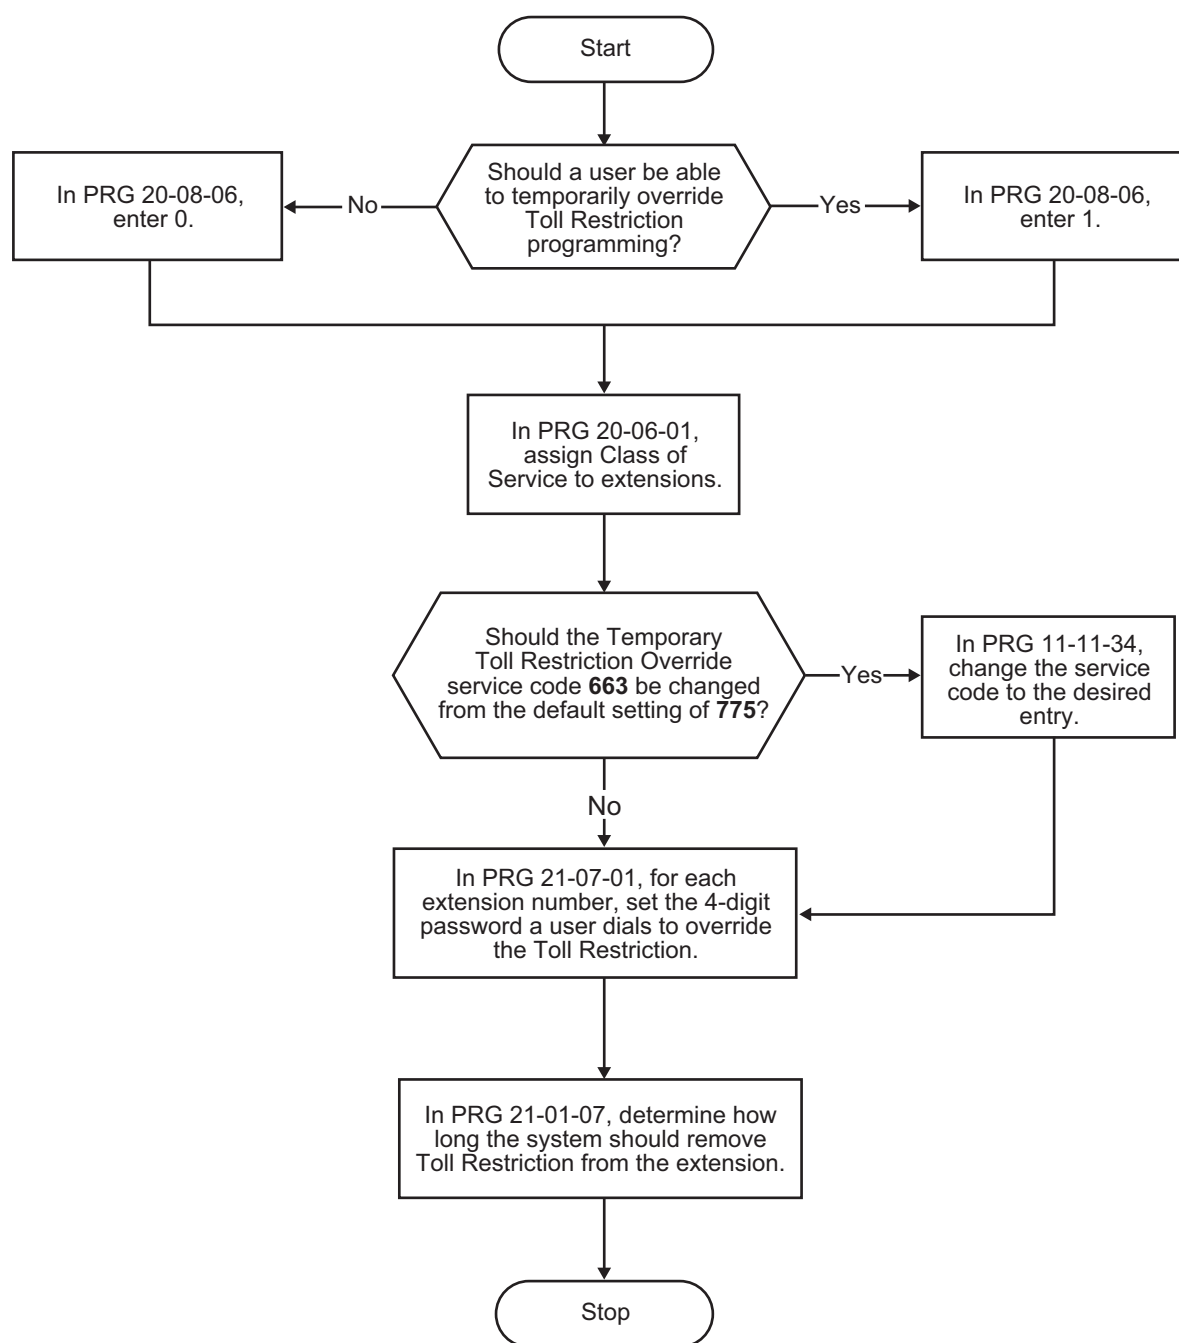 Start
Should a user be able
to temporarily override
Toll Restriction
programming?
No
Yes
In PRG 20-08-06,
enter 0.
In PRG 20-08-06,
enter 1.
In PRG 20-06-01,
assign Class of
Service to extensions.
Should the Temporary
Toll Restriction Override
service code 663 be changed
from the default setting of 775?
Yes
In PRG 11-11-34,
change the service
code to the desired
entry.
No
In PRG 21-07-01, for each
extension number, set the 4-digit
password a user dials to override
the Toll Restriction.
In PRG 21-01-07, determine how
long the system should remove
Toll Restriction from the extension.
Stop